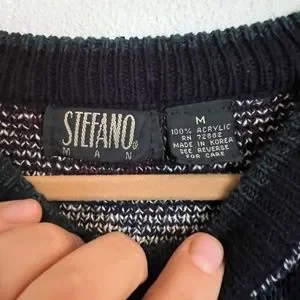 STEFANO®
MAN
M
100% ACRYLIC
RN 72882
MADE IN KOREA
SEE REVERSE
FOR CARE